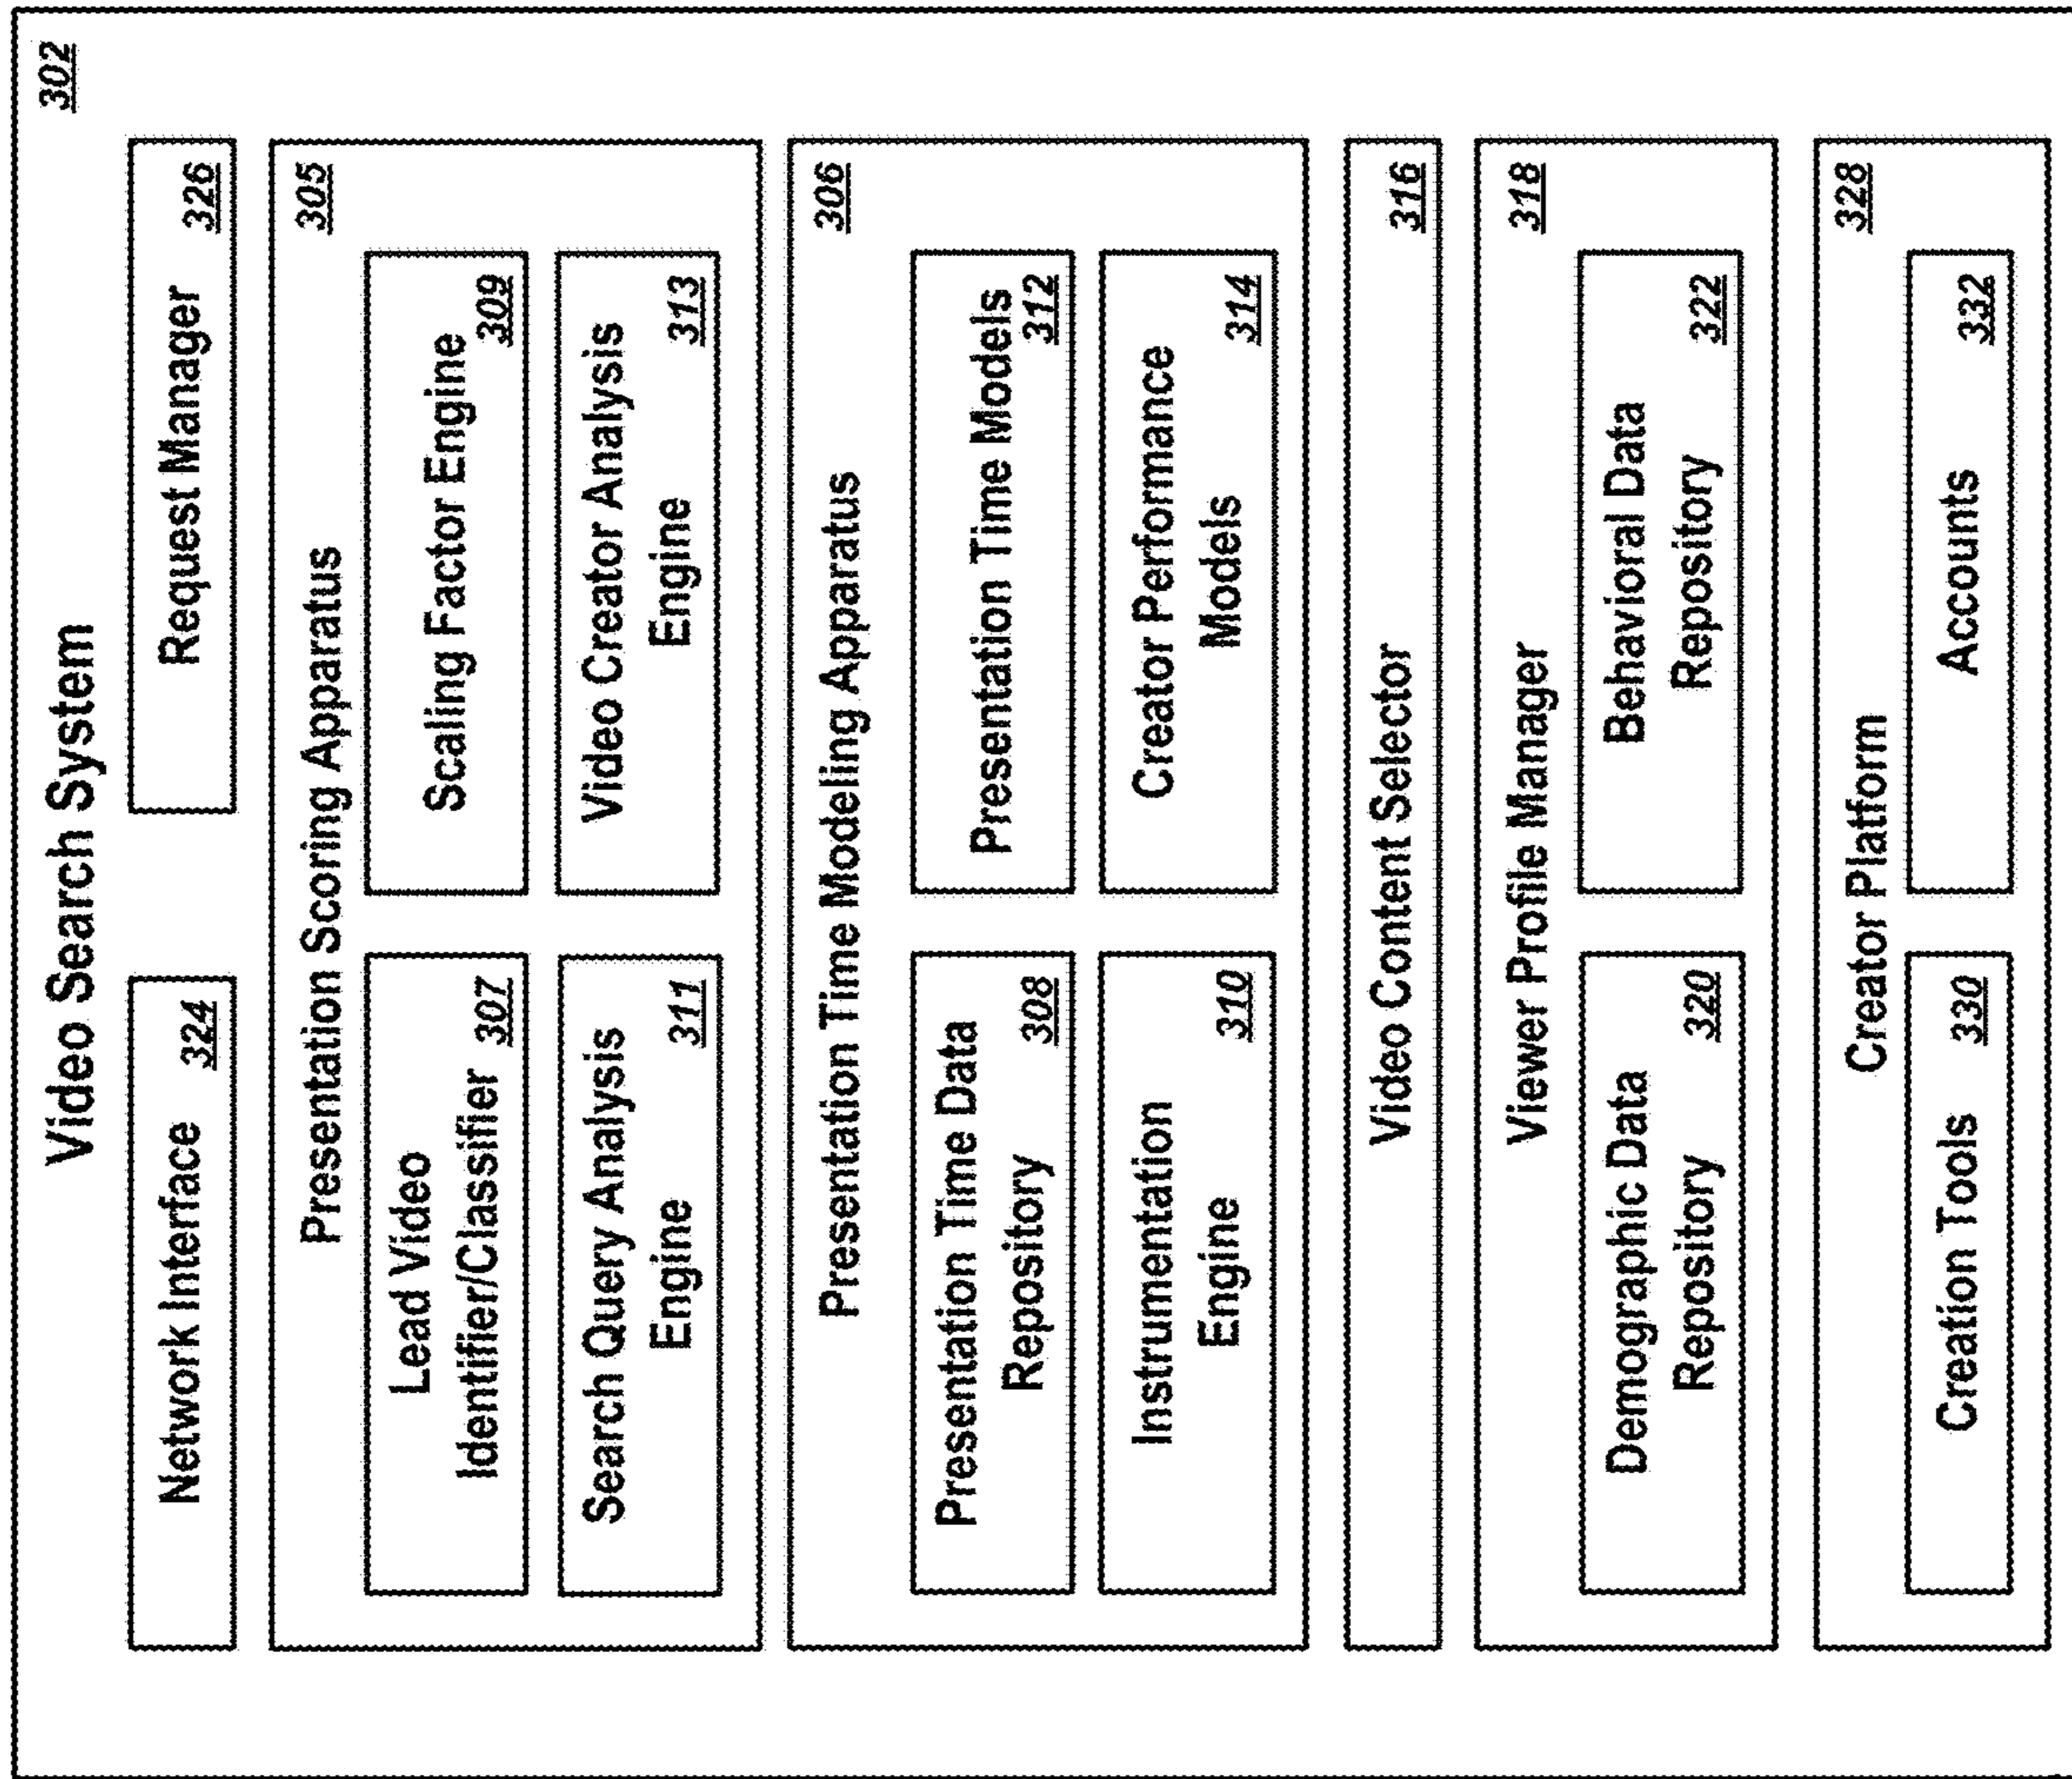 Video Search System
302
Network Interface
324
Request Manager
326
Presentation Scoring Apparatus
305
Lead Video
Identifier/Classifier
307
Scaling Factor Engine
309
Search Query Analysis
Engine
311
Video Creator Analysis
Engine
313
Presentation Time Modeling Apparatus
306
Presentation Time Data
Repository
308
Presentation Time Models
312
Instrumentation
Engine
310
Creator Performance
Models
314
Video Content Selector
316
Viewer Profile Manager
318
Demographic Data
Repository
320
Behavioral Data
Repository
322
Creator Platform
328
Creation Tools
330
Accounts
332